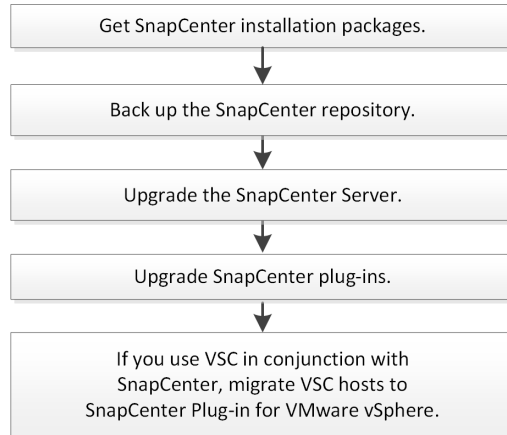 Get SnapCenter installation packages.
Back up the SnapCenter repository.
Upgrade the SnapCenter Server.
Upgrade SnapCenter plug-ins.
If you use VSC in conjunction with
SnapCenter, migrate VSC hosts to
SnapCenter Plug-in for VMware vSphere.